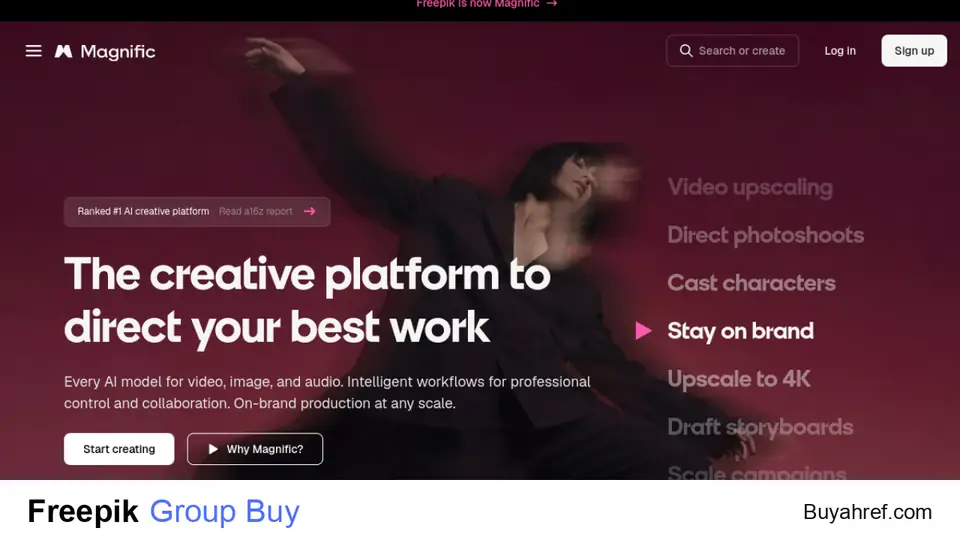 Freepik is now Magnific →
Magnific
Search or create
Log in
Sign up
Video upscaling
Ranked #1 AI creative platform Read a16z report →
Direct photoshoots
The creative platform to
direct your best work
Cast characters
Stay on brand
Every AI model for video, image, and audio. Intelligent workflows for professional
control and collaboration. On-brand production at any scale.
Upscale to 4K
Draft storyboards
Start creating
Why Magnific?
Scale campaigns
Freepik Group Buy
Buyahref.com